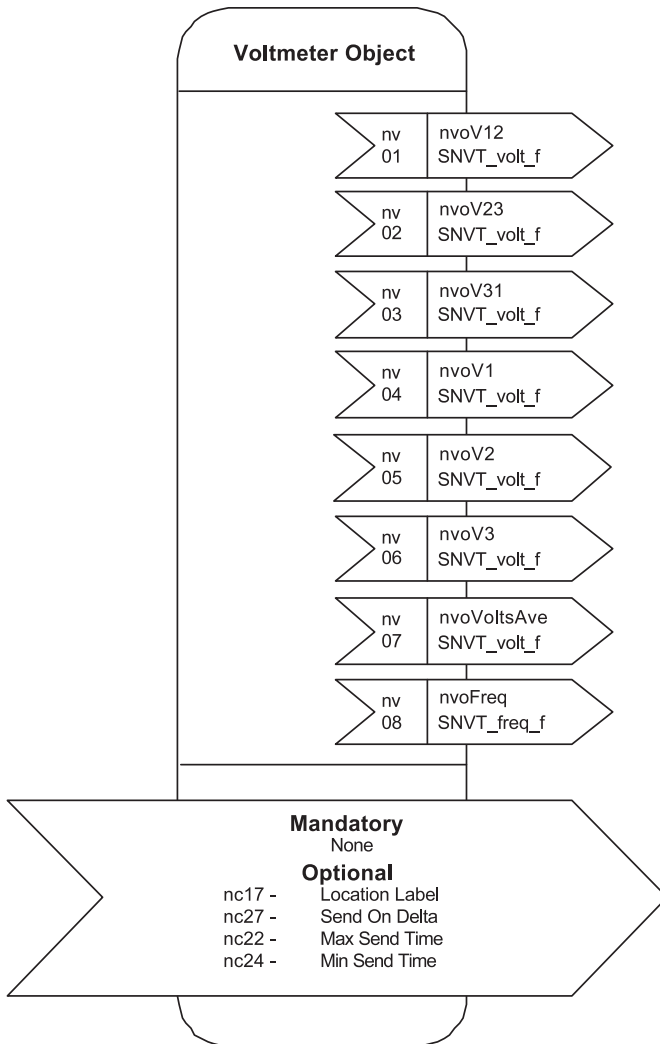 Voltmeter Object
nv nvoV12
01 SNVT_volt_f
nv nvoV23
02 SNVT_volt_f
nv nvoV31
03 SNVT_volt_f
nv nvoV1
04 SNVT_volt_f
nv nvoV2
05 SNVT_volt_f
nv nvoV3
06 SNVT_volt_f
nv nvoVoltsAve
07 SNVT_volt_f
nv nvoFreq
08 SNVT_freq_f
Mandatory
None
Optional
nc17 - Location Label
nc27 - Send On Delta
nc22 - Max Send Time
nc24 - Min Send Time